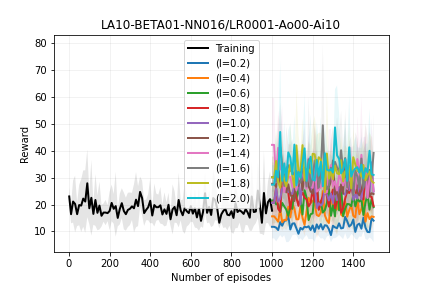 LA10-BETA01-NN016/LR0001-Ao00-Ai10
Reward
80
70
60
50
40
30
20
10
Training
(l=0.2)
(l=0.4)
(l=0.6)
(l=0.8)
(l=1.0)
(l=1.2)
(l=1.4)
(l=1.6)
(l=1.8)
(l=2.0)
0 200 400 600 800 1000 1200 1400
Number of episodes